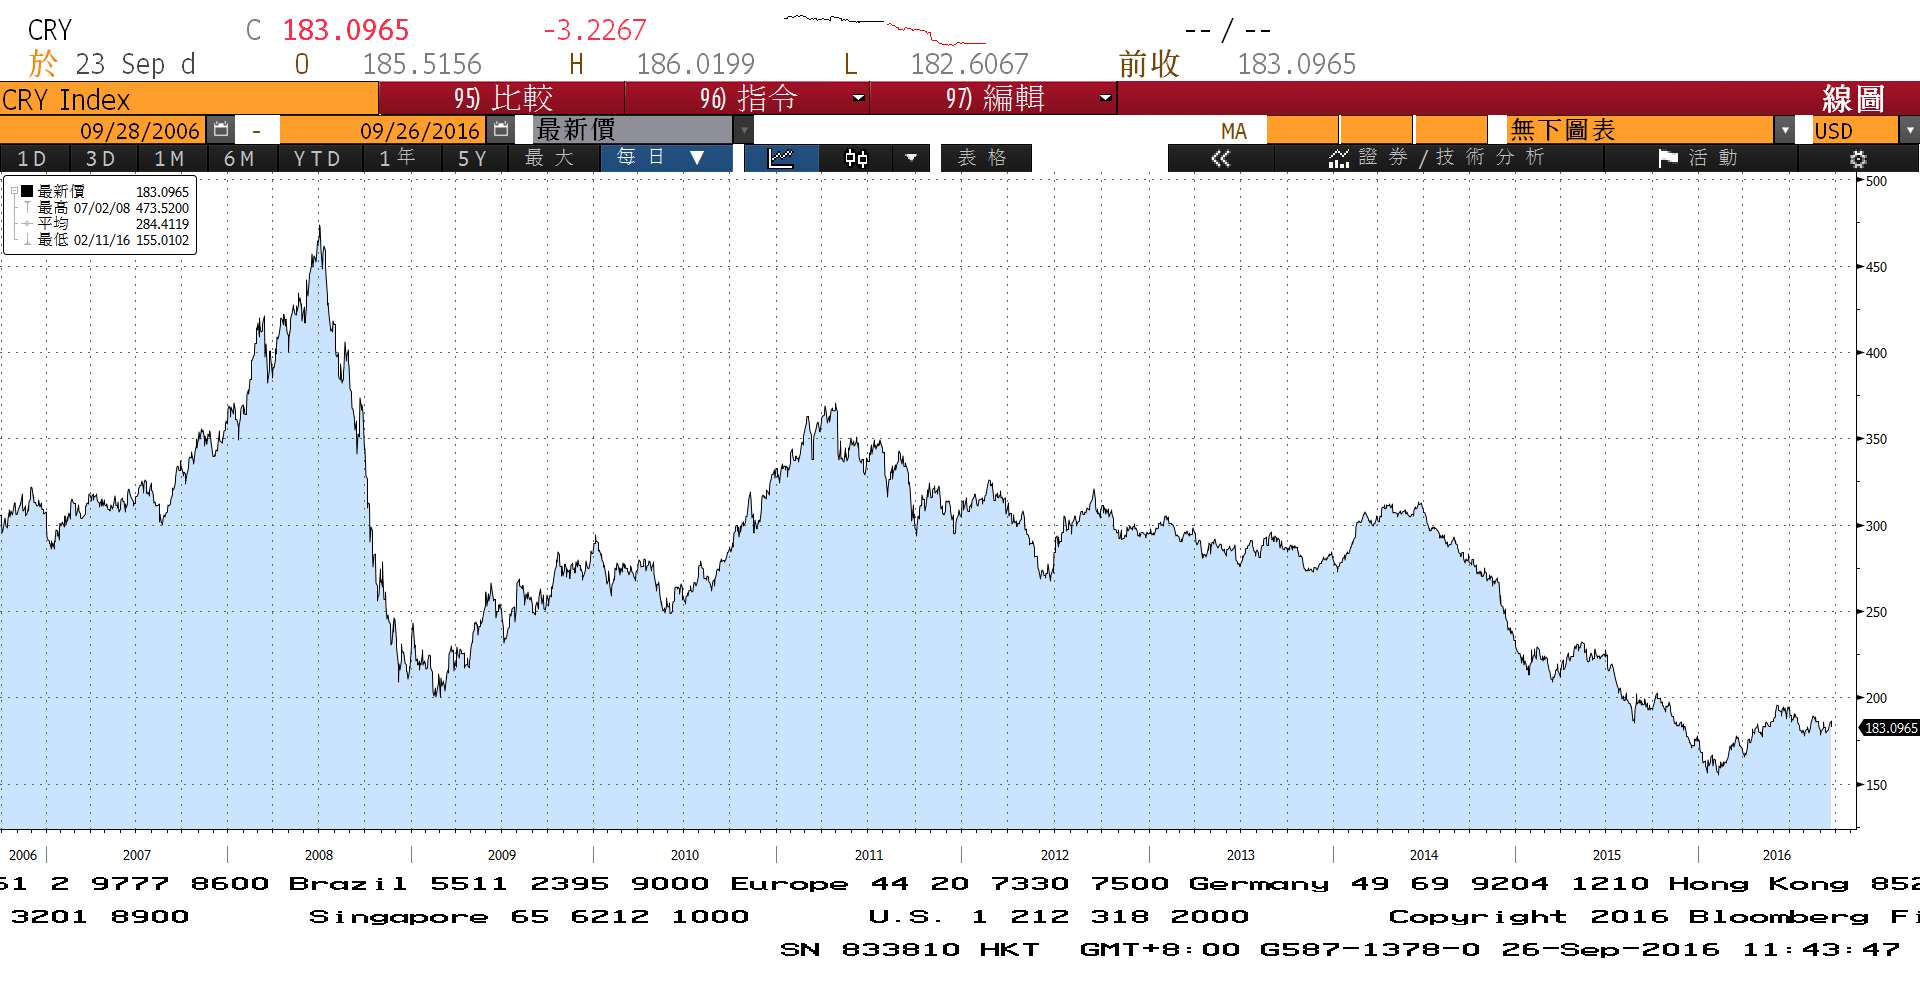 CRY C 183.0965 -3.2267 -- / --
於 23 Sep d O 185.5156 H 186.0199 L 182.6067 前收 183.0965
CRY Index 95) 比較 96) 指令 97) 編輯 線圖
09/28/2006 - 09/26/2016 最新價 MA 無下圖表 USD
1D 3D 1M 6M YTD 1年 5Y 最大 每日 ▼ 表格 證券/技術分析 活動
最新價 183.0965
最高 07/02/08 473.5200
平均 284.4119
最低 02/11/16 155.0102
500
450
400
350
300
250
200
183.0965
150
2006 2007 2008 2009 2010 2011 2012 2013 2014 2015 2016
61 2 9777 8600 Brazil 5511 2395 9000 Europe 44 20 7330 7500 Germany 49 69 9204 1210 Hong Kong 852
3201 8900 Singapore 65 6212 1000 U.S. 1 212 318 2000 Copyright 2016 Bloomberg Fi
SN 833810 HKT GMT+8:00 G587-1378-0 26-Sep-2016 11:43:47